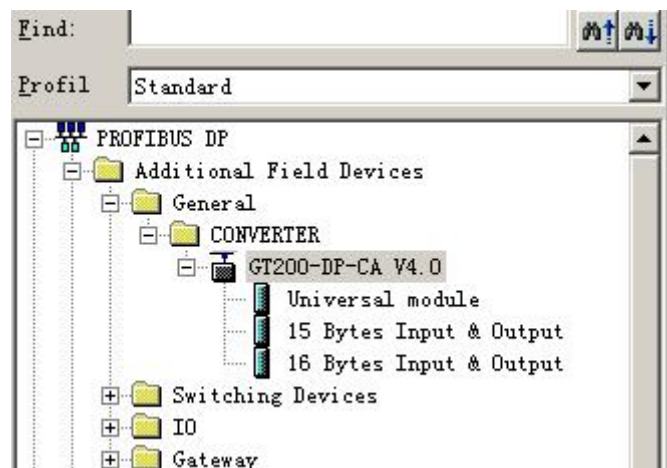 Find:
Profil Standard
PROFIBUS DP
Additional Field Devices
General
CONVERTER
GT200-DP-CA V4.0
Universal module
15 Bytes Input & Output
16 Bytes Input & Output
Switching Devices
IO
Gateway